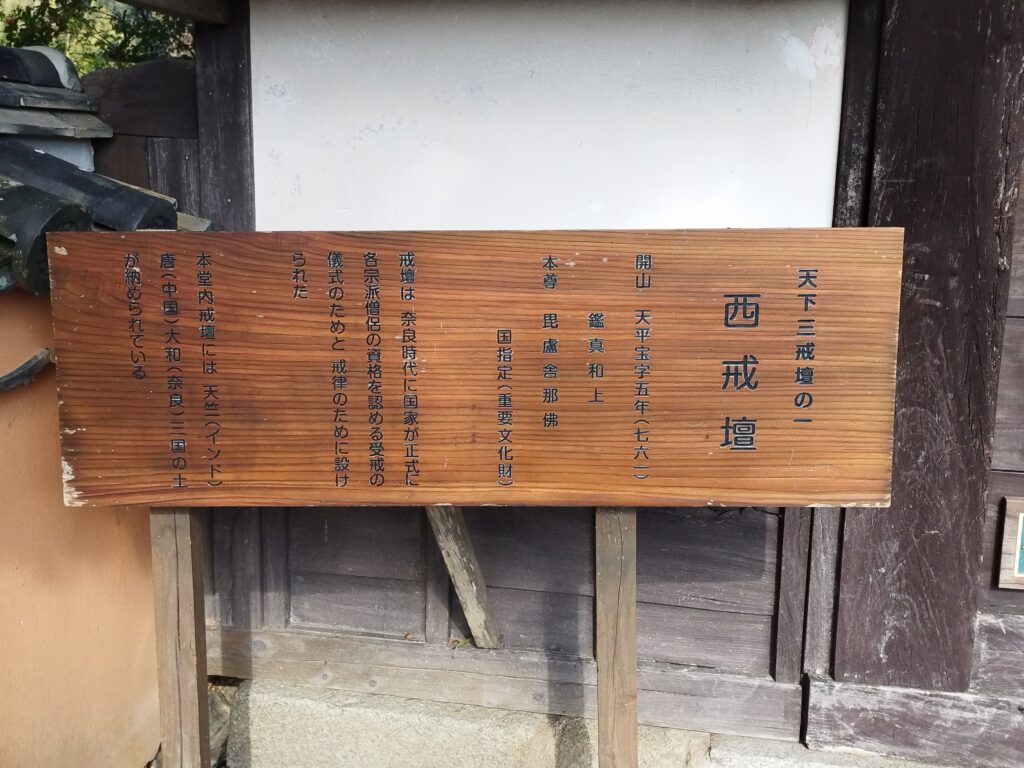 天下三戒壇の一
西戒壇
開山 天平宝字五年(七六一)
鑑真和上
本尊 毘盧舎那佛
国指定(重要文化財)
戒壇は 奈良時代に国家が正式に
各宗派僧侶の資格を認める受戒の
儀式のためと 戒律のために設け
られた
本堂内戒壇には 天竺(インド)
唐(中国)大和(奈良)三国の土
が納められている